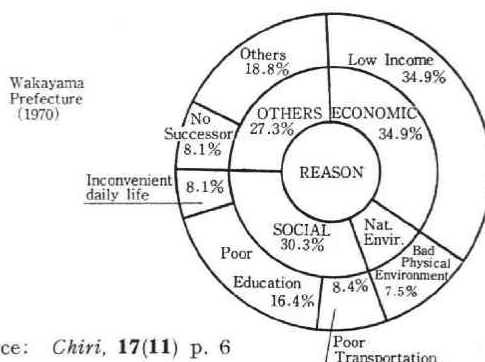 Wakayama
Prefecture
(1970)
Others
18.8%
Low Income
34.9%
No
Successor
8.1%
OTHERS
27.3%
ECONOMIC
34.9%
REASON
Inconvenient
daily life
8.1%
SOCIAL
30.3%
Nat.
Envir.
Bad
Physical
Environment
7.5%
Poor
Education
16.4%
8.4%
Poor
Transportation
ce: Chiri, 17(11) p. 6